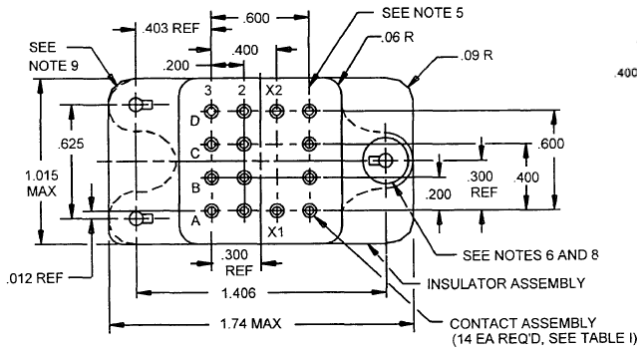 .403 REF
.600
SEE NOTE 5
.400
.06 R
.200
.09 R
SEE
NOTE 9
.400
3 2 X2
D
C
B
A
X1
.625
1.015
MAX
.600
.300
REF
.400
.200
.300
REF
SEE NOTES 6 AND 8
.012 REF
INSULATOR ASSEMBLY
1.406
1.74 MAX
CONTACT ASSEMBLY
(14 EA REQ'D, SEE TABLE I)